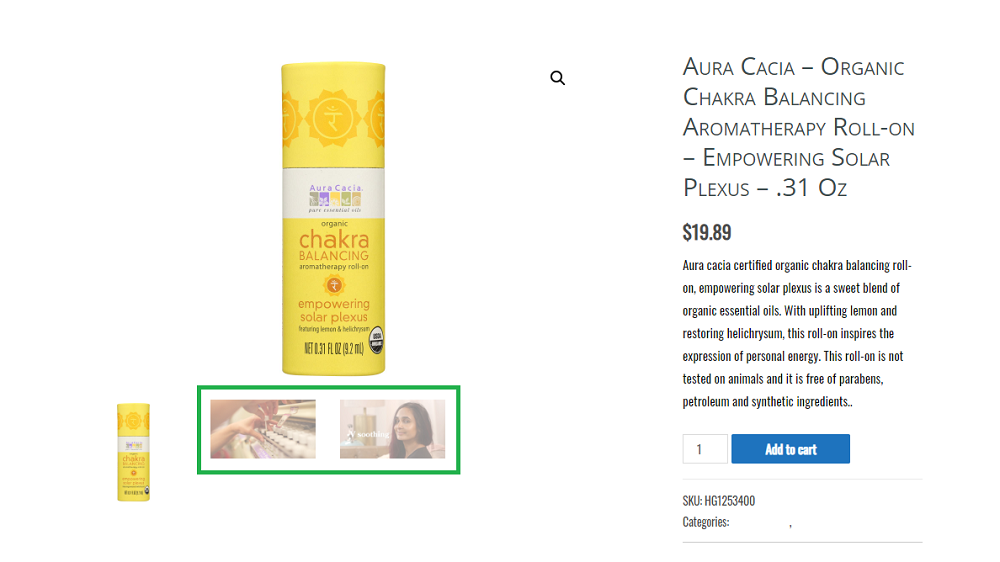 Aura Cacia
pure essential oils
organic
chakra
BALANCING
aromatherapy roll-on
empowering
solar plexus
featuring lemon & helichrysum
NET 0.31 FL OZ (9.2 mL)
soothing
chakra
BALANCING
empowering
solar plexus
Aura Cacia – Organic
Chakra Balancing
Aromatherapy Roll-on
– Empowering Solar
Plexus – .31 Oz
$19.89
Aura cacia certified organic chakra balancing roll-
on, empowering solar plexus is a sweet blend of
organic essential oils. With uplifting lemon and
restoring helichrysum, this roll-on inspires the
expression of personal energy. This roll-on is not
tested on animals and it is free of parabens,
petroleum and synthetic ingredients..
1
Add to cart
SKU: HG1253400
Categories: ,